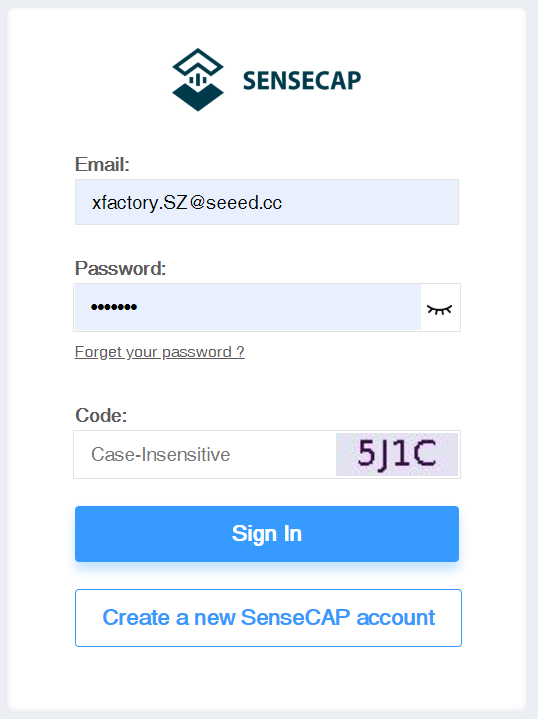 SENSECAP
Email:
xfactory.SZ@seeed.cc
Password:
•••••••
Forget your password ?
Code:
Case-Insensitive
5J1C
Sign In
Create a new SenseCAP account